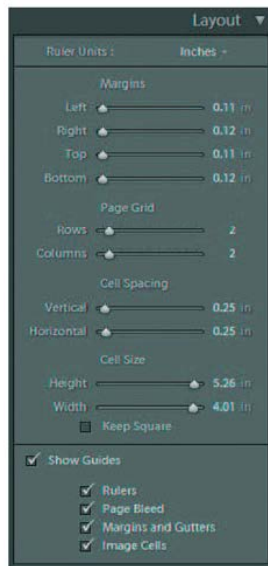 Layout ▼
Ruler Units : Inches
Margins
Left 0.11 in
Right 0.12 in
Top 0.11 in
Bottom 0.12 in
Page Grid
Rows 2
Columns 2
Cell Spacing
Vertical 0.25 in
Horizontal 0.25 in
Cell Size
Height 5.26 in
Width 4.01 in
Keep Square
Show Guides
Rulers
Page Bleed
Margins and Gutters
Image Cells